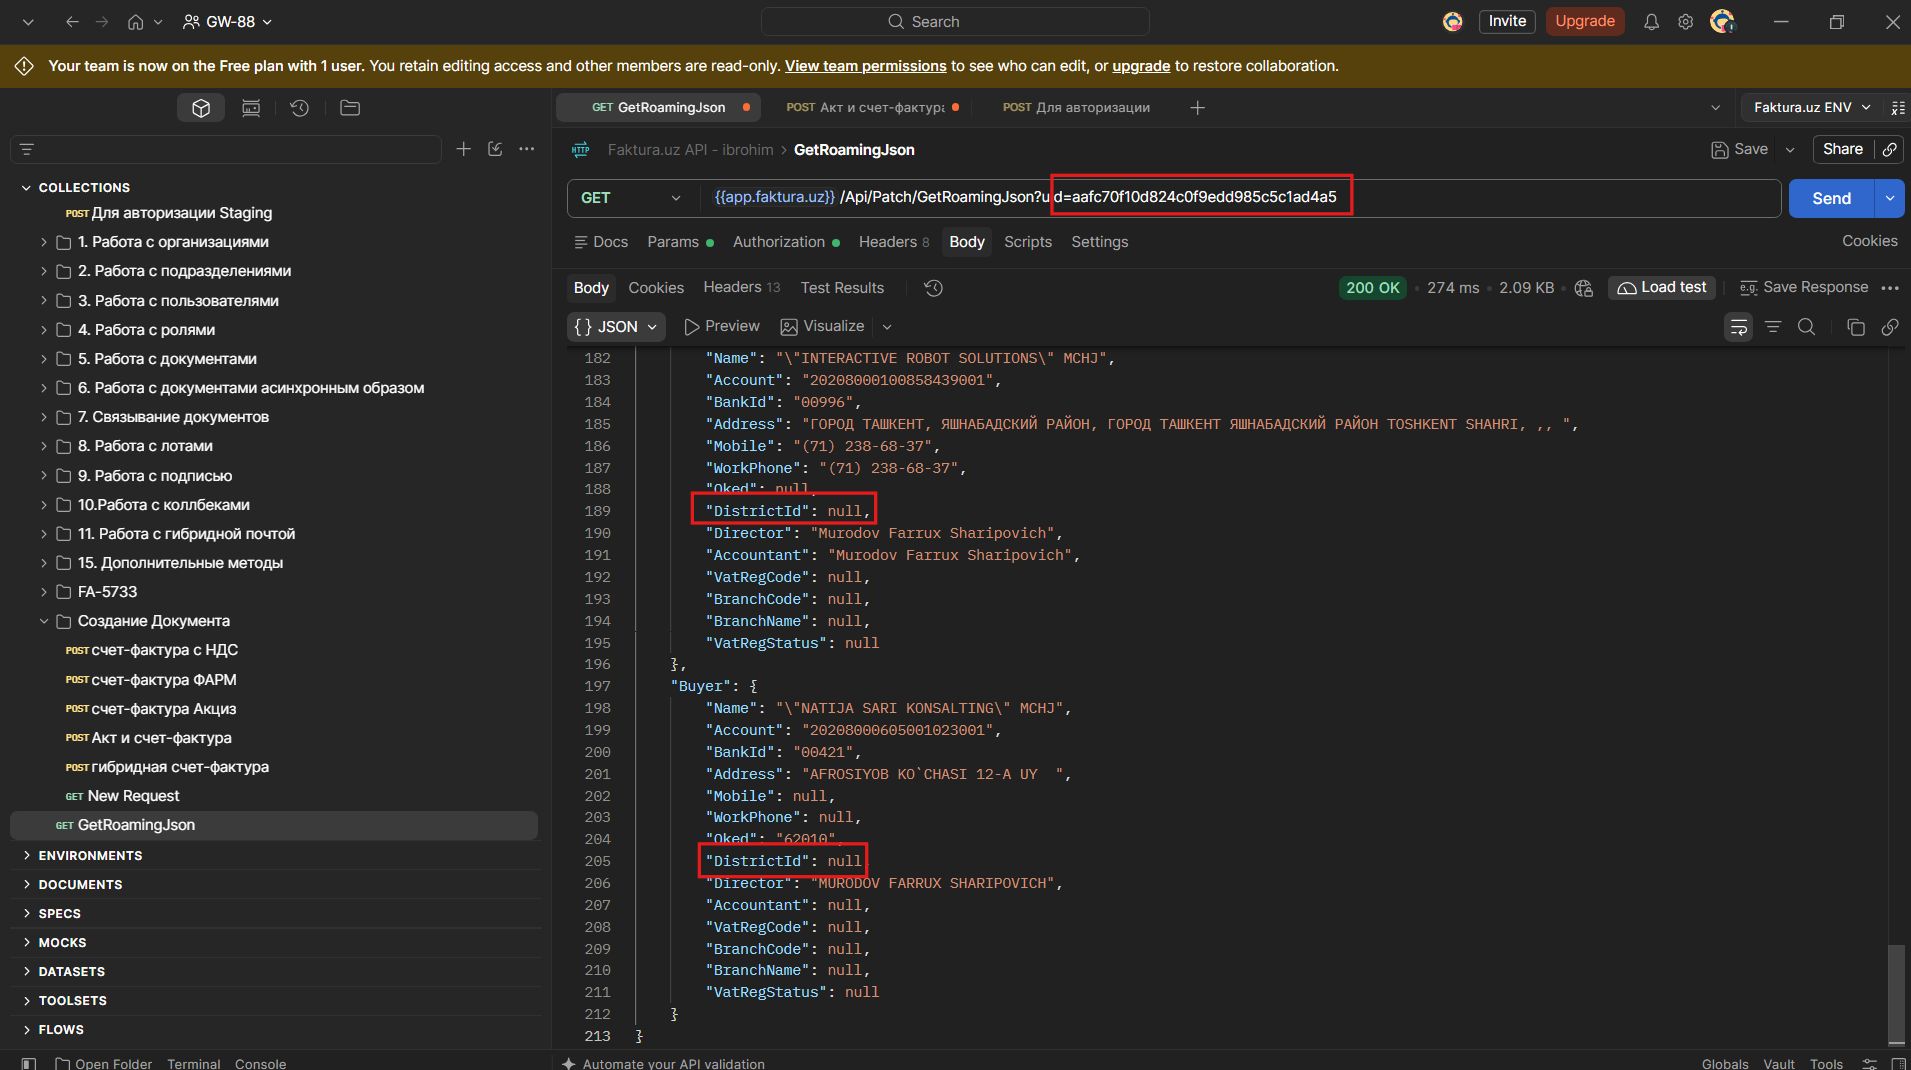 GW-88
Search
Invite
Upgrade
Your team is now on the Free plan with 1 user. You retain editing access and other members are read-only. View team permissions to see who can edit, or upgrade to restore collaboration.
GET GetRoamingJson
POST Акт и счет-фактура
POST Для авторизации
Faktura.uz ENV
Faktura.uz API - ibrohim > GetRoamingJson
Save
Share
COLLECTIONS
POST Для авторизации Staging
1. Работа с организациями
2. Работа с подразделениями
3. Работа с пользователями
4. Работа с ролями
5. Работа с документами
6. Работа с документами асинхронным образом
7. Связывание документов
8. Работа с лотами
9. Работа с подписью
10.Работа с коллбеками
11. Работа с гибридной почтой
15. Дополнительные методы
FA-5733
Создание Документа
POST счет-фактура с НДС
POST счет-фактура ФАРМ
POST счет-фактура Акциз
POST Акт и счет-фактура
POST гибридная счет-фактура
GET New Request
GET GetRoamingJson
ENVIRONMENTS
DOCUMENTS
SPECS
MOCKS
DATASETS
TOOLSETS
FLOWS
GET
{{app.faktura.uz}} /Api/Patch/GetRoamingJson?uid=aafc70f10d824c0f9edd985c5c1ad4a5
Send
Docs Params Authorization Headers 8 Body Scripts Settings
Cookies
Body Cookies Headers 13 Test Results
200 OK • 274 ms • 2.09 KB
Load test
e.g. Save Response
{} JSON
Preview
Visualize
182 "Name": "\"INTERACTIVE ROBOT SOLUTIONS\" MCHJ",
183 "Account": "20208000100858439001",
184 "BankId": "00996",
185 "Address": "ГОРОД ТАШКЕНТ, ЯШНАБАДСКИЙ РАЙОН, ГОРОД ТАШКЕНТ ЯШНАБАДСКИЙ РАЙОН TOSHKENT SHAHRI, ,, ",
186 "Mobile": "(71) 238-68-37",
187 "WorkPhone": "(71) 238-68-37",
188 "Oked": null,
189 "DistrictId": null,
190 "Director": "Murodov Farrux Sharipovich",
191 "Accountant": "Murodov Farrux Sharipovich",
192 "VatRegCode": null,
193 "BranchCode": null,
194 "BranchName": null,
195 "VatRegStatus": null
196 },
197 "Buyer": {
198 "Name": "\"NATIJA SARI KONSALTING\" MCHJ",
199 "Account": "20208000605001023001",
200 "BankId": "00421",
201 "Address": "AFROSIYOB KO`CHASI 12-A UY  ",
202 "Mobile": null,
203 "WorkPhone": null,
204 "Oked": "62010",
205 "DistrictId": null
206 "Director": "MURODOV FARRUX SHARIPOVICH",
207 "Accountant": null,
208 "VatRegCode": null,
209 "BranchCode": null,
210 "BranchName": null,
211 "VatRegStatus": null
212 }
213 }
Open Folder Terminal Console
Automate your API validation
Globals Vault Tools